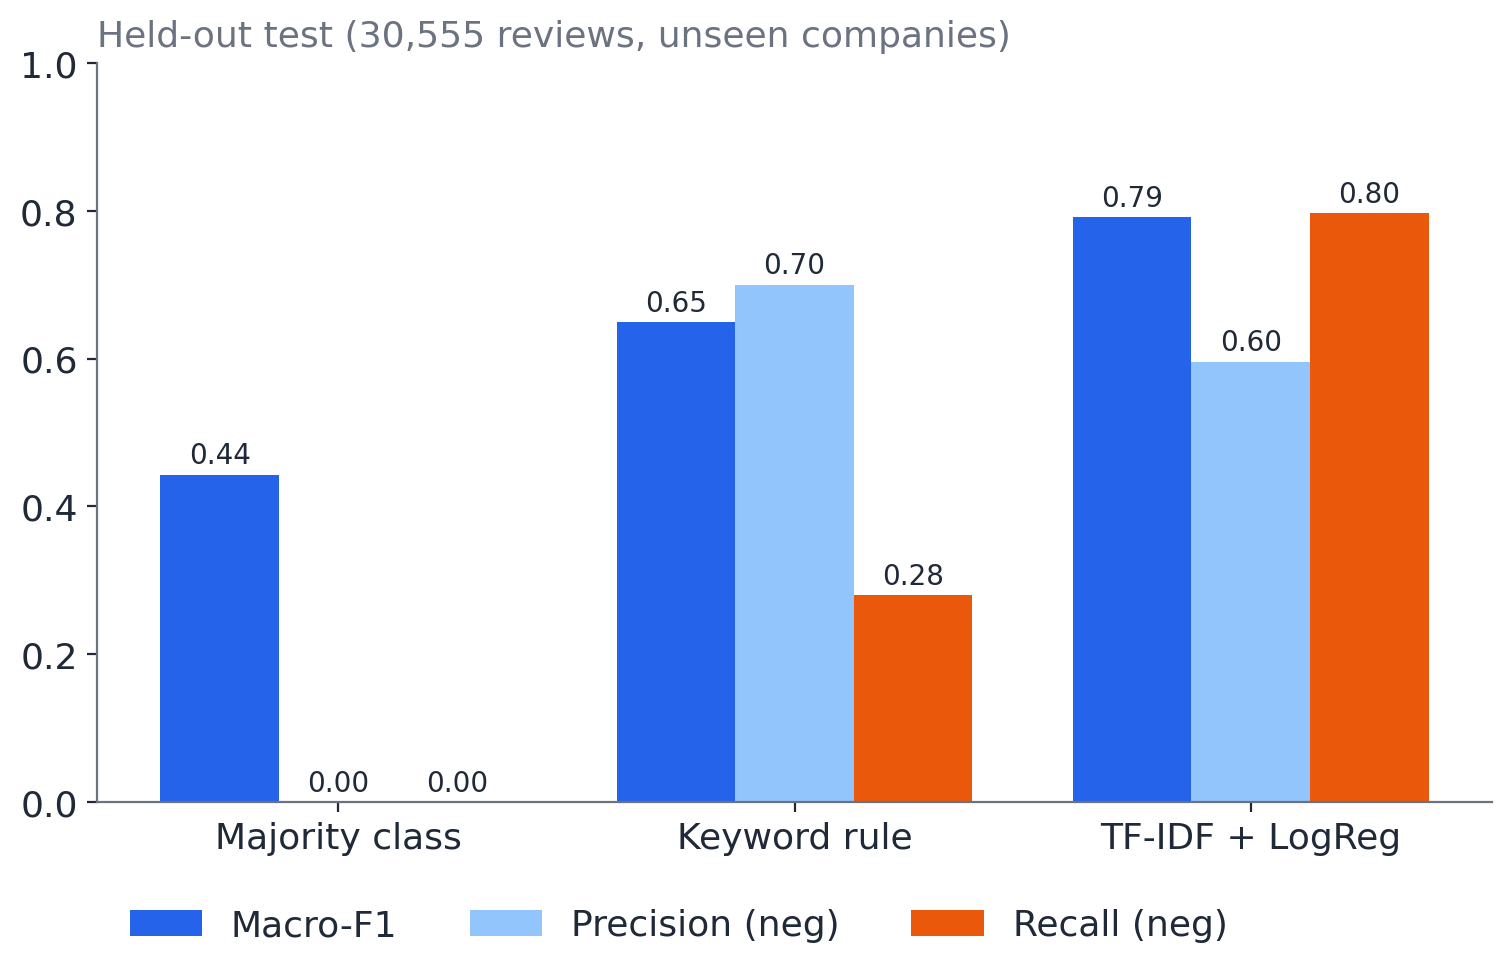 Held-out test (30,555 reviews, unseen companies)
1.0
0.8
0.6
0.4
0.2
0.0
0.44
0.00
0.00
0.65
0.70
0.28
0.79
0.60
0.80
Majority class
Keyword rule
TF-IDF + LogReg
Macro-F1
Precision (neg)
Recall (neg)